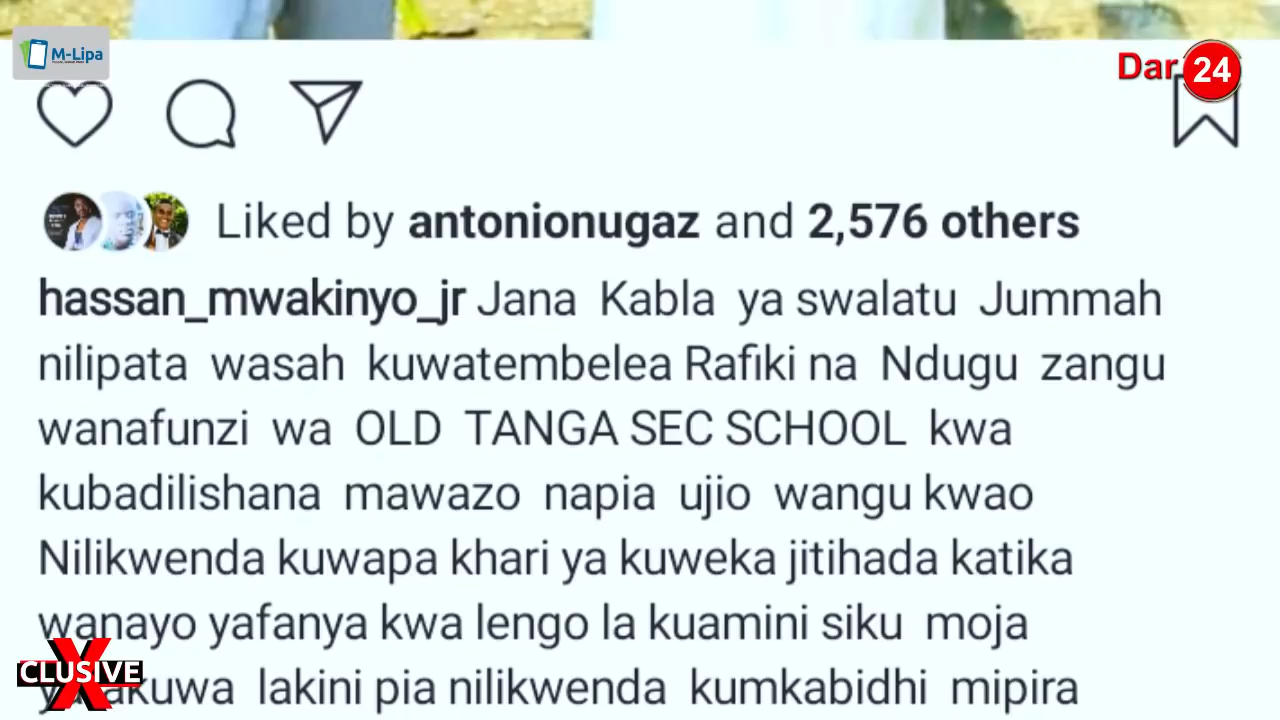 M-Lipa
Dar 24
Liked by antonionugaz and 2,576 others
hassan_mwakinyo_jr Jana Kabla ya swalatu Jummah
nilipata wasah kuwatembelea Rafiki na Ndugu zangu
wanafunzi wa OLD TANGA SEC SCHOOL kwa
kubadilishana mawazo napia ujio wangu kwao
Nilikwenda kuwapa khari ya kuweka jitihada katika
wanayo yafanya kwa lengo la kuamini siku moja
lakini pia nilikwenda kumkabidhi mipira
XCLUSIVE